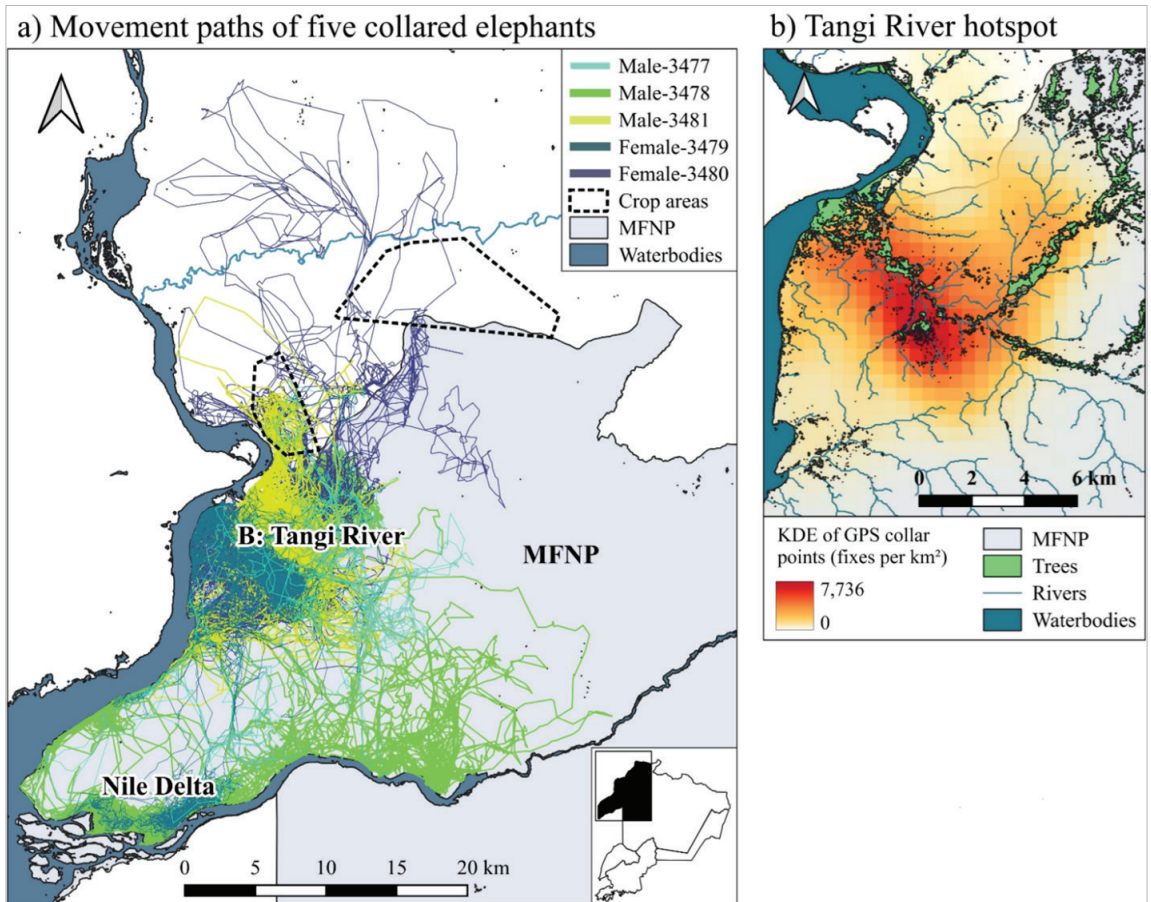 a) Movement paths of five collared elephants
Male-3477
Male-3478
Male-3481
Female-3479
Female-3480
Crop areas
MFNP
Waterbodies
B: Tangi River
MFNP
Nile Delta
0 5 10 15 20 km
b) Tangi River hotspot
0 2 4 6 km
KDE of GPS collar
points (fixes per km²)
7,736
0
MFNP
Trees
Rivers
Waterbodies